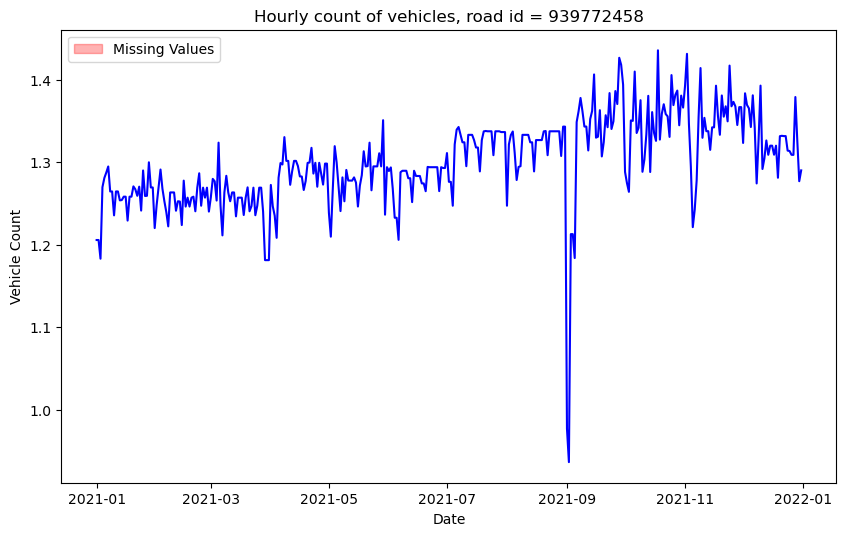 Hourly count of vehicles, road id = 939772458
Missing Values
Vehicle Count
1.4
1.3
1.2
1.1
1.0
2021-01 2021-03 2021-05 2021-07 2021-09 2021-11 2022-01
Date